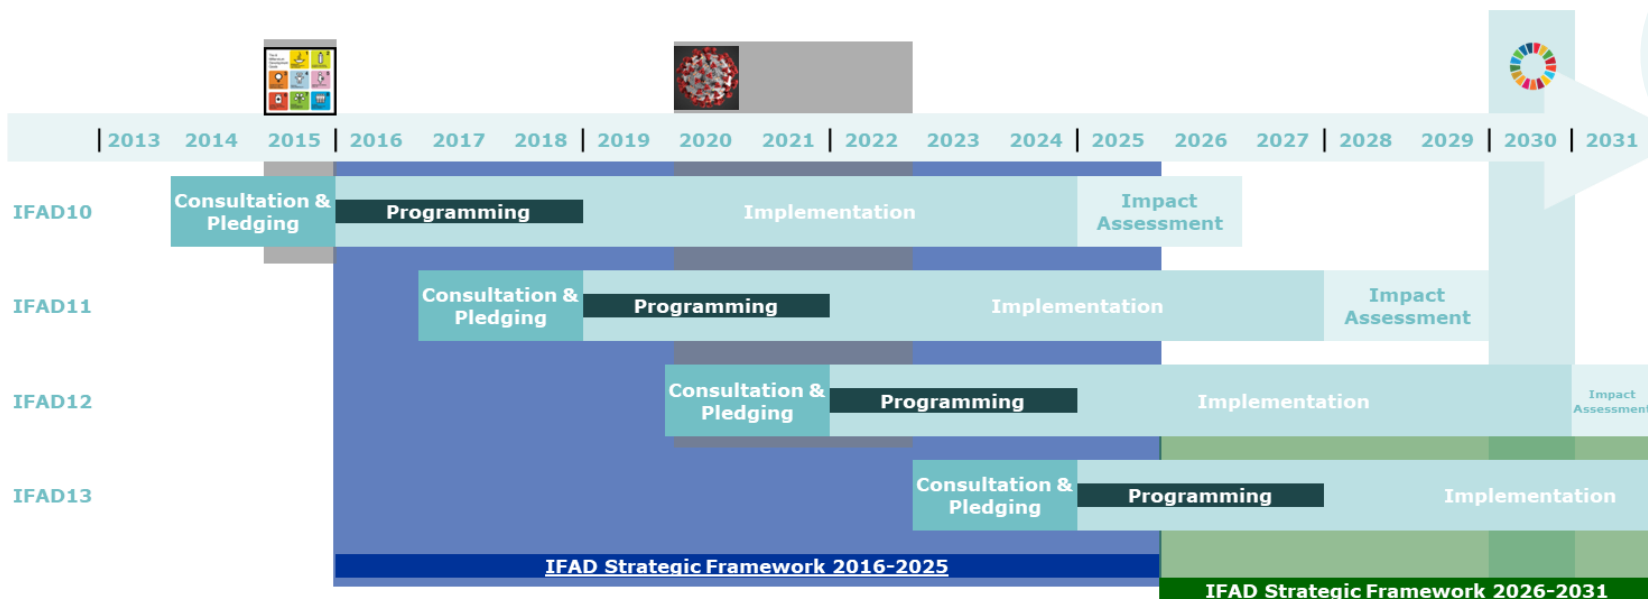 2013 2014 2015 2016 2017 2018 2019 2020 2021 2022 2023 2024 2025 2026 2027 2028 2029 2030 2031
IFAD10
Consultation &
Pledging
Programming
Implementation
Impact
Assessment
IFAD11
Consultation &
Pledging
Programming
Implementation
Impact
Assessment
IFAD12
Consultation &
Pledging
Programming
Implementation
Impact
Assessment
IFAD13
Consultation &
Pledging
Programming
Implementation
IFAD Strategic Framework 2016-2025
IFAD Strategic Framework 2026-2031